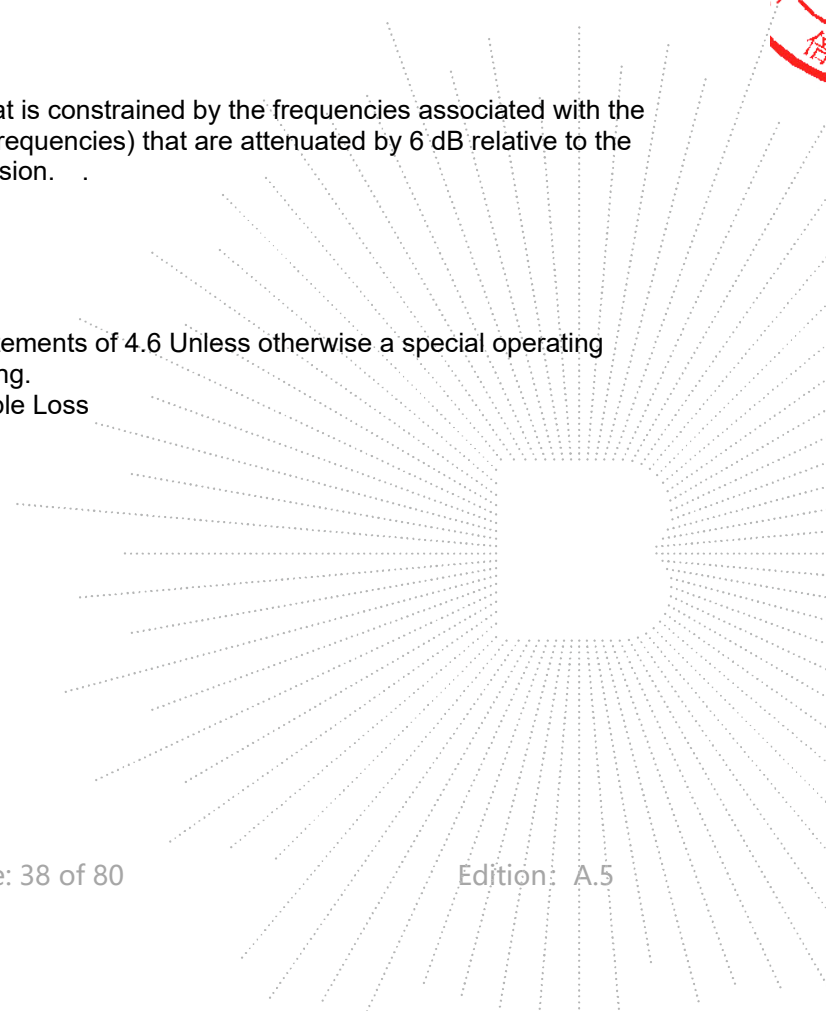 at is constrained by the frequencies associated with the
requencies) that are attenuated by 6 dB relative to the
sion. .
ements of 4.6 Unless otherwise a special operating
ng.
ole Loss
e: 38 of 80 Edition: A.5